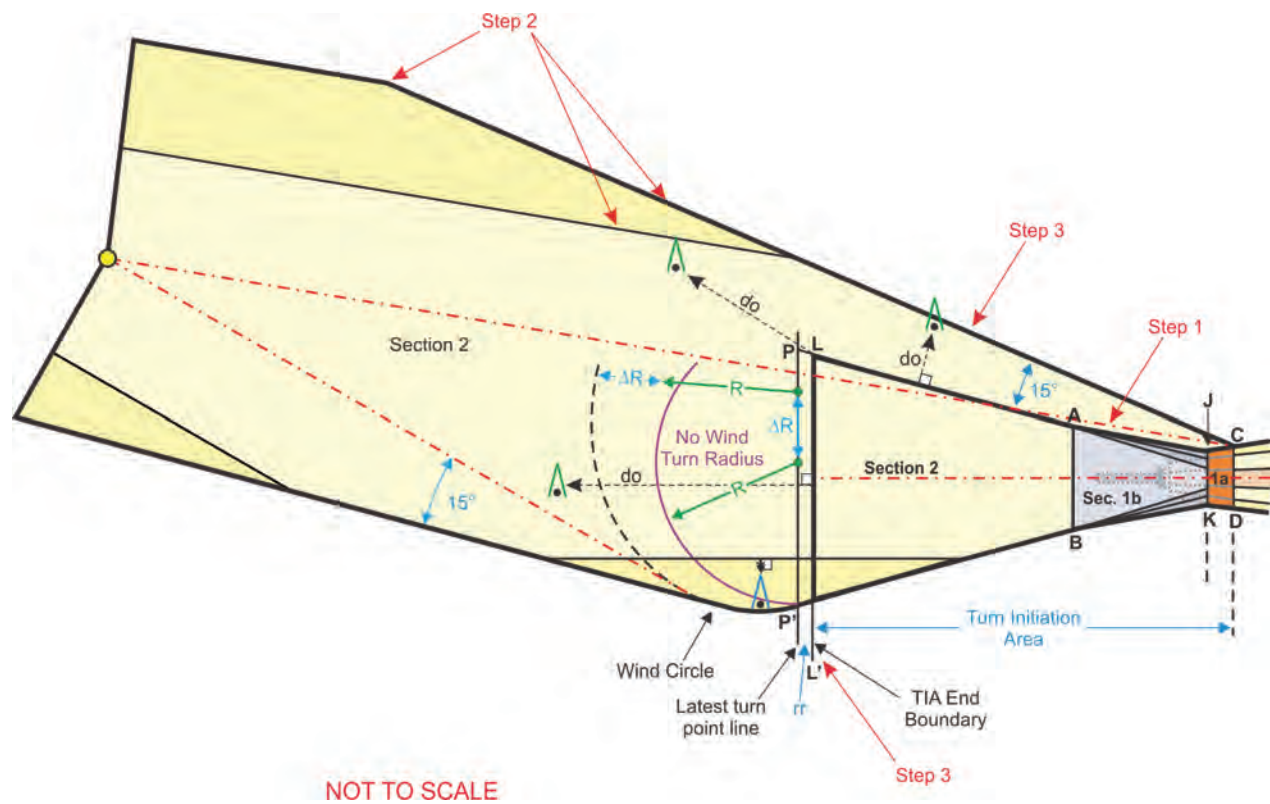 Step 2
Step 3
do
Step 1
P
L
Section 2
ΔR
R
15°
J
do
A
C
ΔR
No Wind
Turn Radius
Section 2
1a
do
R
Sec. 1b
15°
K
D
B
P'
Turn Initiation
Area
Wind Circle
L'
Latest turn
point line
rr
TIA End
Boundary
Step 3
NOT TO SCALE